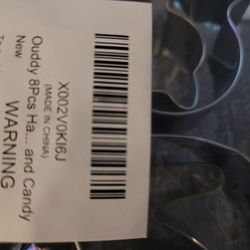 X002V0KI6J
(MADE IN CHINA)
Ouddy 8Pcs Ha... and Candy
New
WARNING